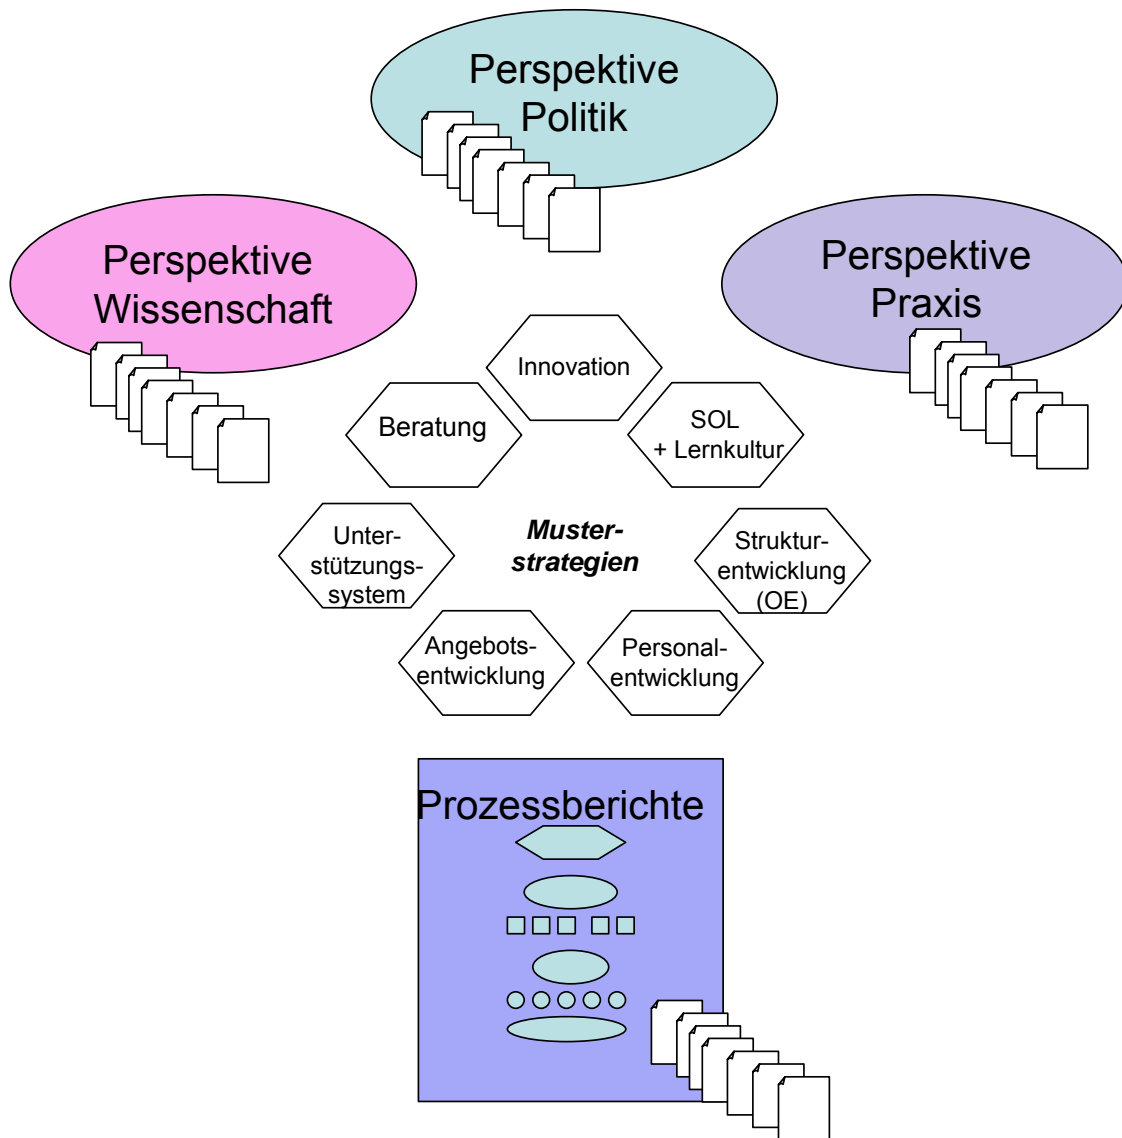 Perspektive
Politik
Perspektive
Wissenschaft
Perspektive
Praxis
Innovation
Beratung
SOL
+ Lernkultur
Unter-
stützungs-
system
Muster-
strategien
Struktur-
entwicklung
(OE)
Angebots-
entwicklung
Personal-
entwicklung
Prozessberichte